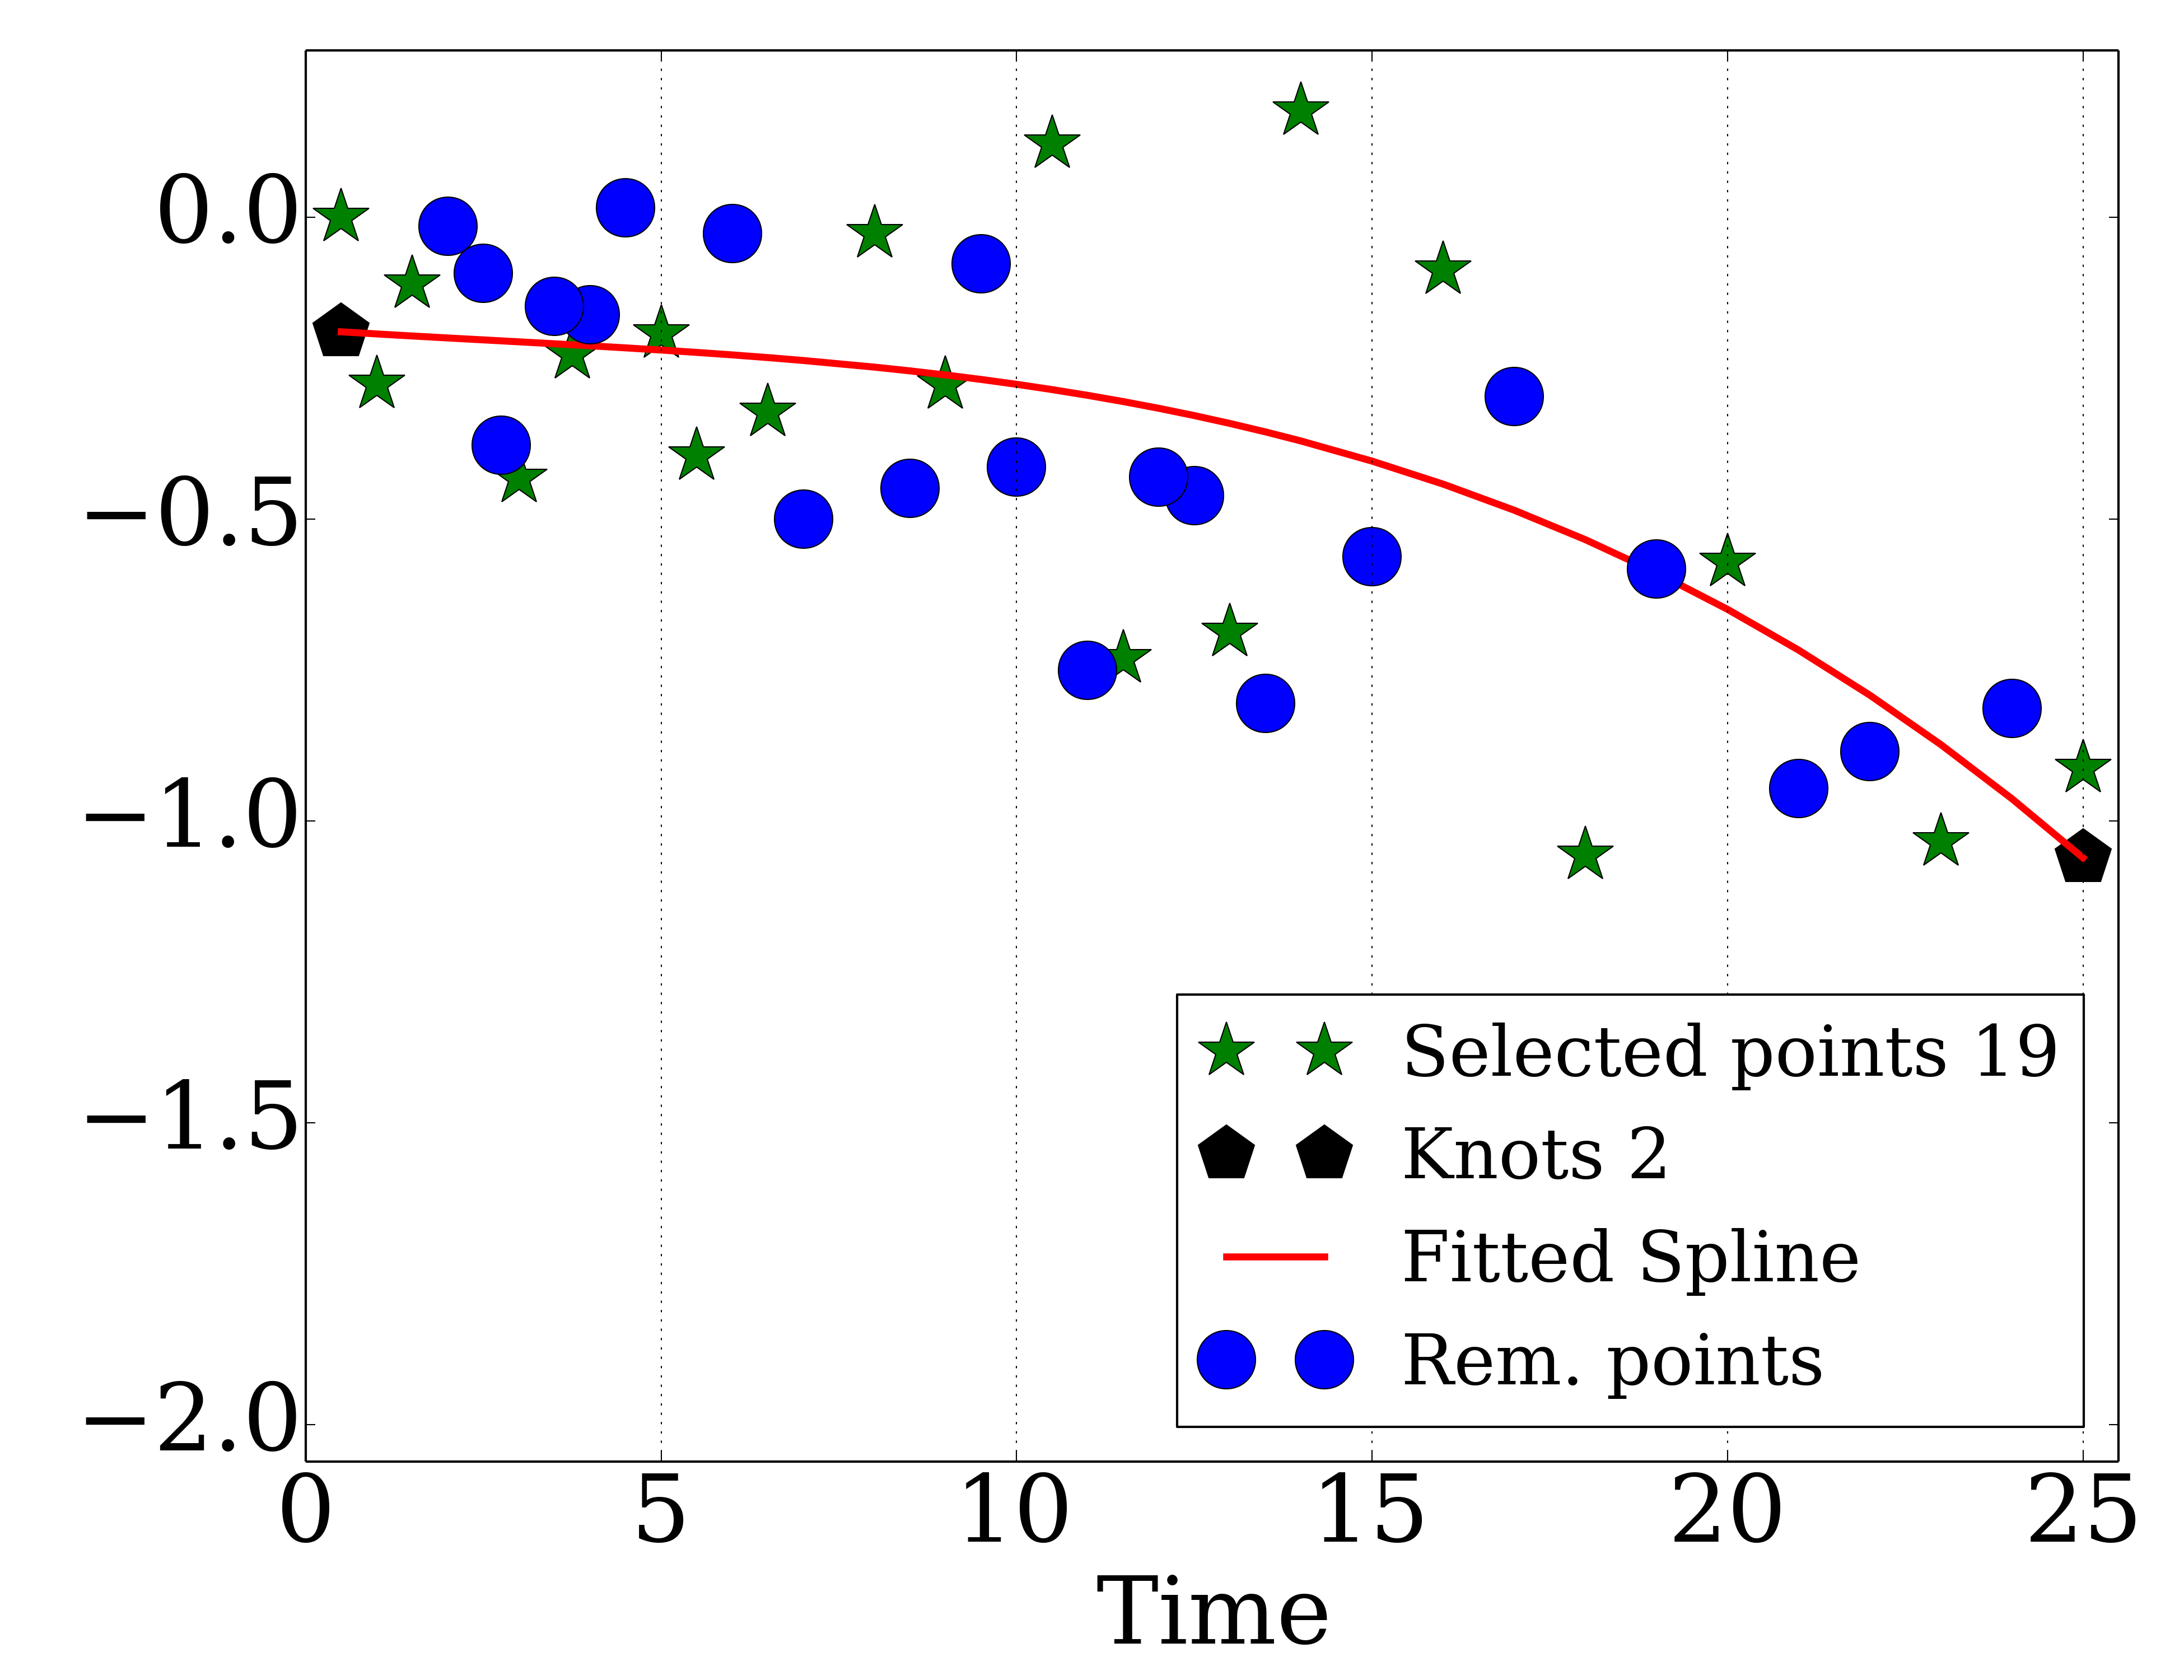 0.0
−0.5
−1.0
−1.5
−2.0
0 5 10 15 20 25
Time
Selected points 19
Knots 2
Fitted Spline
Rem. points